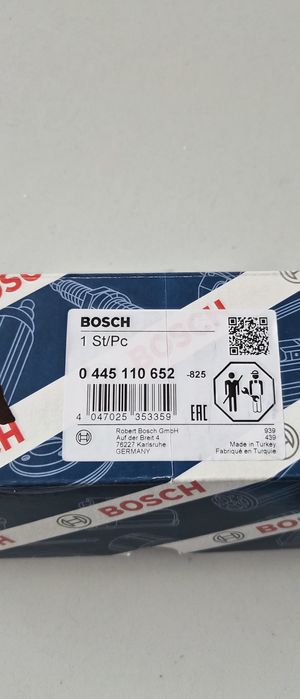 BOSCH
BOSCH
1 St/Pc
0 445 110 652 -825
4 047025 353359
EAC
Robert Bosch GmbH
Auf der Breit 4
76227 Karlsruhe
GERMANY
939
439
Made in Turkey
Fabriqué en Turquie
BOSCH
BOSCH